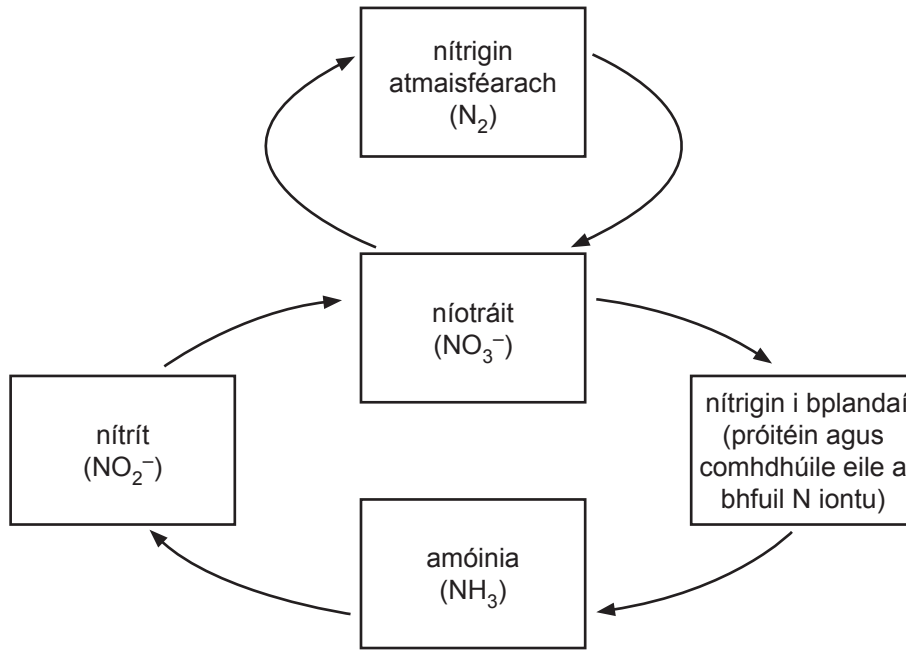 nítrigin
atmaisféarach
(N₂)
níotráit
(NO₃⁻)
nítrít
(NO₂⁻)
nítrigin i bplandaí
(próitéin agus
comhdhúile eile a
bhfuil N iontu)
amóinia
(NH₃)